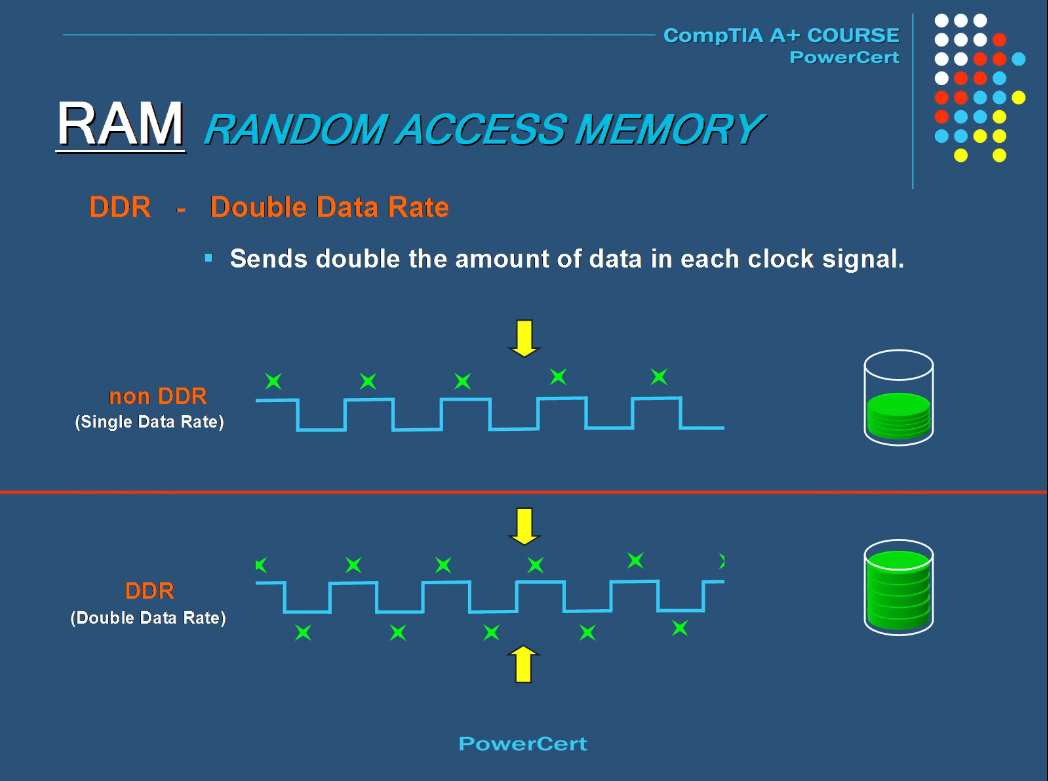 CompTIA A+ COURSE
PowerCert
RAM RANDOM ACCESS MEMORY
DDR - Double Data Rate
▪ Sends double the amount of data in each clock signal.
non DDR
(Single Data Rate)
DDR
(Double Data Rate)
PowerCert